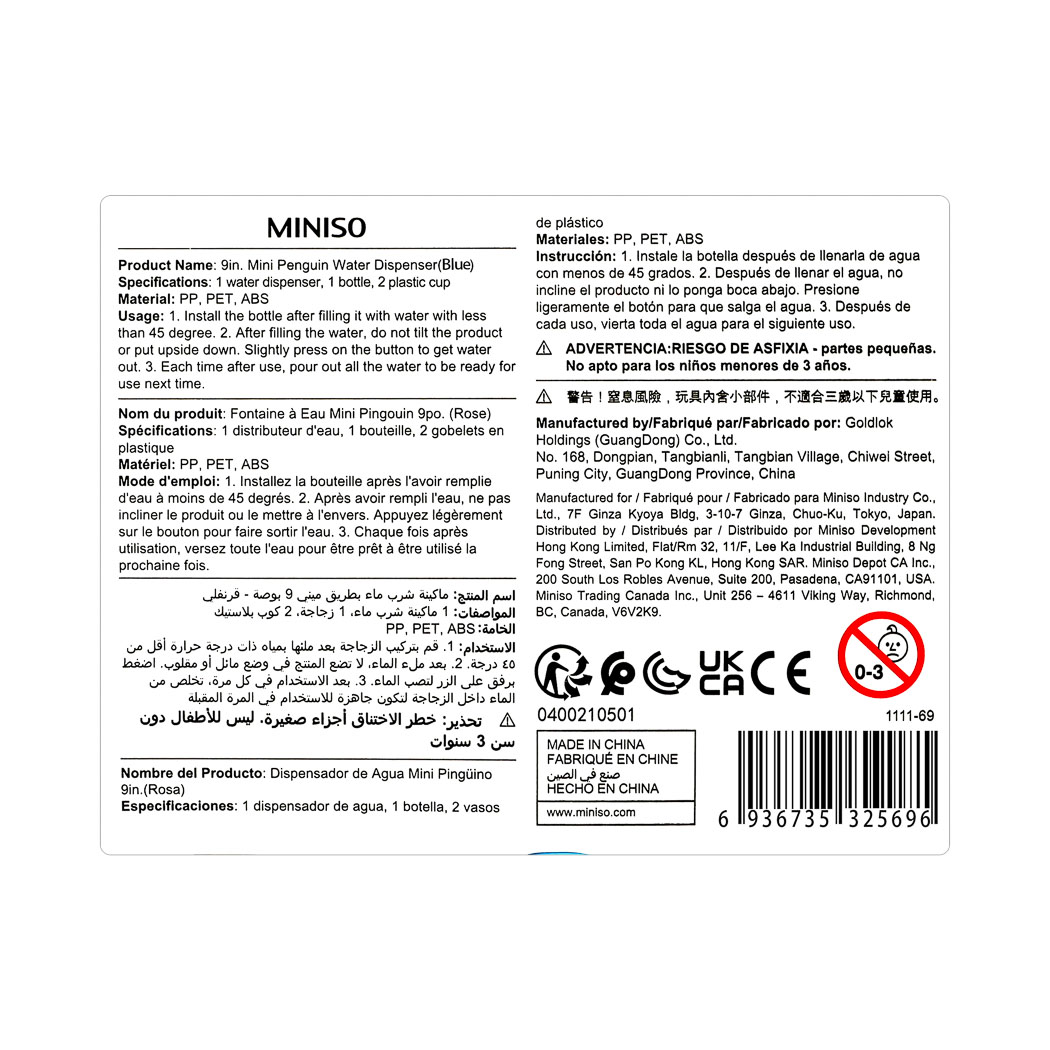 MINISO
Product Name: 9in. Mini Penguin Water Dispenser(Blue)
Specifications: 1 water dispenser, 1 bottle, 2 plastic cup
Material: PP, PET, ABS
Usage: 1. Install the bottle after filling it with water with less
than 45 degree. 2. After filling the water, do not tilt the product
or put upside down. Slightly press on the button to get water
out. 3. Each time after use, pour out all the water to be ready for
use next time.
Nom du produit: Fontaine à Eau Mini Pingouin 9po. (Rose)
Spécifications: 1 distributeur d'eau, 1 bouteille, 2 gobelets en
plastique
Matériel: PP, PET, ABS
Mode d'emploi: 1. Installez la bouteille après l'avoir remplie
d'eau à moins de 45 degrés. 2. Après avoir rempli l'eau, ne pas
incliner le produit ou le mettre à l'envers. Appuyez légèrement
sur le bouton pour faire sortir l'eau. 3. Chaque fois après
utilisation, versez toute l'eau pour être prêt à être utilisé la
prochaine fois.
اسم المنتج: ماكينة شرب ماء بطريق ميني 9 بوصة - قرنفلي
المواصفات: 1 ماكينة شرب ماء، 1 زجاجة، 2 كوب بلاستيك
الخامة: PP, PET, ABS
الاستخدام: 1. قم بتركيب الزجاجة بعد ملئها بمياه ذات درجة حرارة أقل من
٤٥ درجة. 2. بعد ملء الماء، لا تضع المنتج في وضع مائل أو مقلوب. اضغط
برفق على الزر لتصب الماء. 3. بعد الاستخدام في كل مرة، تخلص من
الماء داخل الزجاجة لتكون جاهزة للاستخدام في المرة المقبلة
⚠ تحذير: خطر الاختناق أجزاء صغيرة. ليس للأطفال دون
سن 3 سنوات
Nombre del Producto: Dispensador de Agua Mini Pingüino
9in.(Rosa)
Especificaciones: 1 dispensador de agua, 1 botella, 2 vasos
de plástico
Materiales: PP, PET, ABS
Instrucción: 1. Instale la botella después de llenarla de agua
con menos de 45 grados. 2. Después de llenar el agua, no
incline el producto ni lo ponga boca abajo. Presione
ligeramente el botón para que salga el agua. 3. Después de
cada uso, vierta toda el agua para el siguiente uso.
⚠ ADVERTENCIA:RIESGO DE ASFIXIA - partes pequeñas.
No apto para los niños menores de 3 años.
⚠ 警告！窒息風險，玩具內含小部件，不適合三歲以下兒童使用。
Manufactured by/Fabriqué par/Fabricado por: Goldlok
Holdings (GuangDong) Co., Ltd.
No. 168, Dongpian, Tangbianli, Tangbian Village, Chiwei Street,
Puning City, GuangDong Province, China
Manufactured for / Fabriqué pour / Fabricado para Miniso Industry Co.,
Ltd., 7F Ginza Kyoya Bldg, 3-10-7 Ginza, Chuo-Ku, Tokyo, Japan.
Distributed by / Distribués par / Distribuido por Miniso Development
Hong Kong Limited, Flat/Rm 32, 11/F, Lee Ka Industrial Building, 8 Ng
Fong Street, San Po Kong KL, Hong Kong SAR. Miniso Depot CA Inc.,
200 South Los Robles Avenue, Suite 200, Pasadena, CA91101, USA.
Miniso Trading Canada Inc., Unit 256 – 4611 Viking Way, Richmond,
BC, Canada, V6V2K9.
UK
CA CE
0-3
0400210501
1111-69
MADE IN CHINA
FABRIQUÉ EN CHINE
صنع في الصين
HECHO EN CHINA
www.miniso.com
6 936735 325696